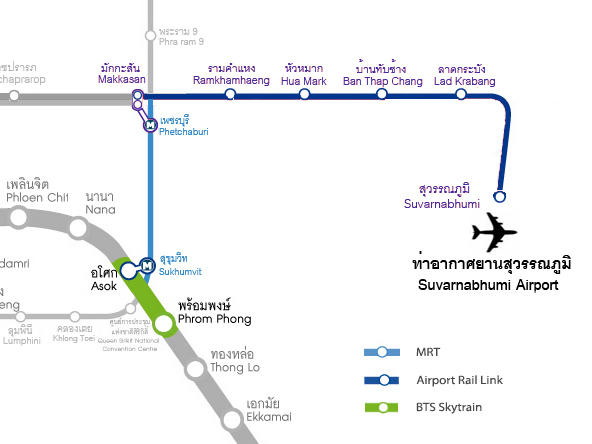 พระราม 9
Phra ram 9
มักกะสัน
Makkasan
รามคำแหง
Ramkhamhaeng
หัวหมาก
Hua Mark
บ้านทับช้าง
Ban Thap Chang
ลาดกระบัง
Lad Krabang
ชปรารภ
chaprarop
เพชรบุรี
Phetchaburi
เพลินจิต
Phloen Chit
นานา
Nana
สุวรรณภูมิ
Suvarnabhumi
ท่าอากาศยานสุวรรณภูมิ
Suvarnabhumi Airport
damri
อโศก
Asok
สุขุมวิท
Sukhumvit
eng
ลุมพินี
Lumphini
คลองเตย
Khlong Toei
ศูนย์การประชุม
แห่งชาติสิริกิติ์
Queen Sirikit National
Convention Centre
พร้อมพงษ์
Phrom Phong
ทองหล่อ
Thong Lo
เอกมัย
Ekkamai
MRT
Airport Rail Link
BTS Skytrain